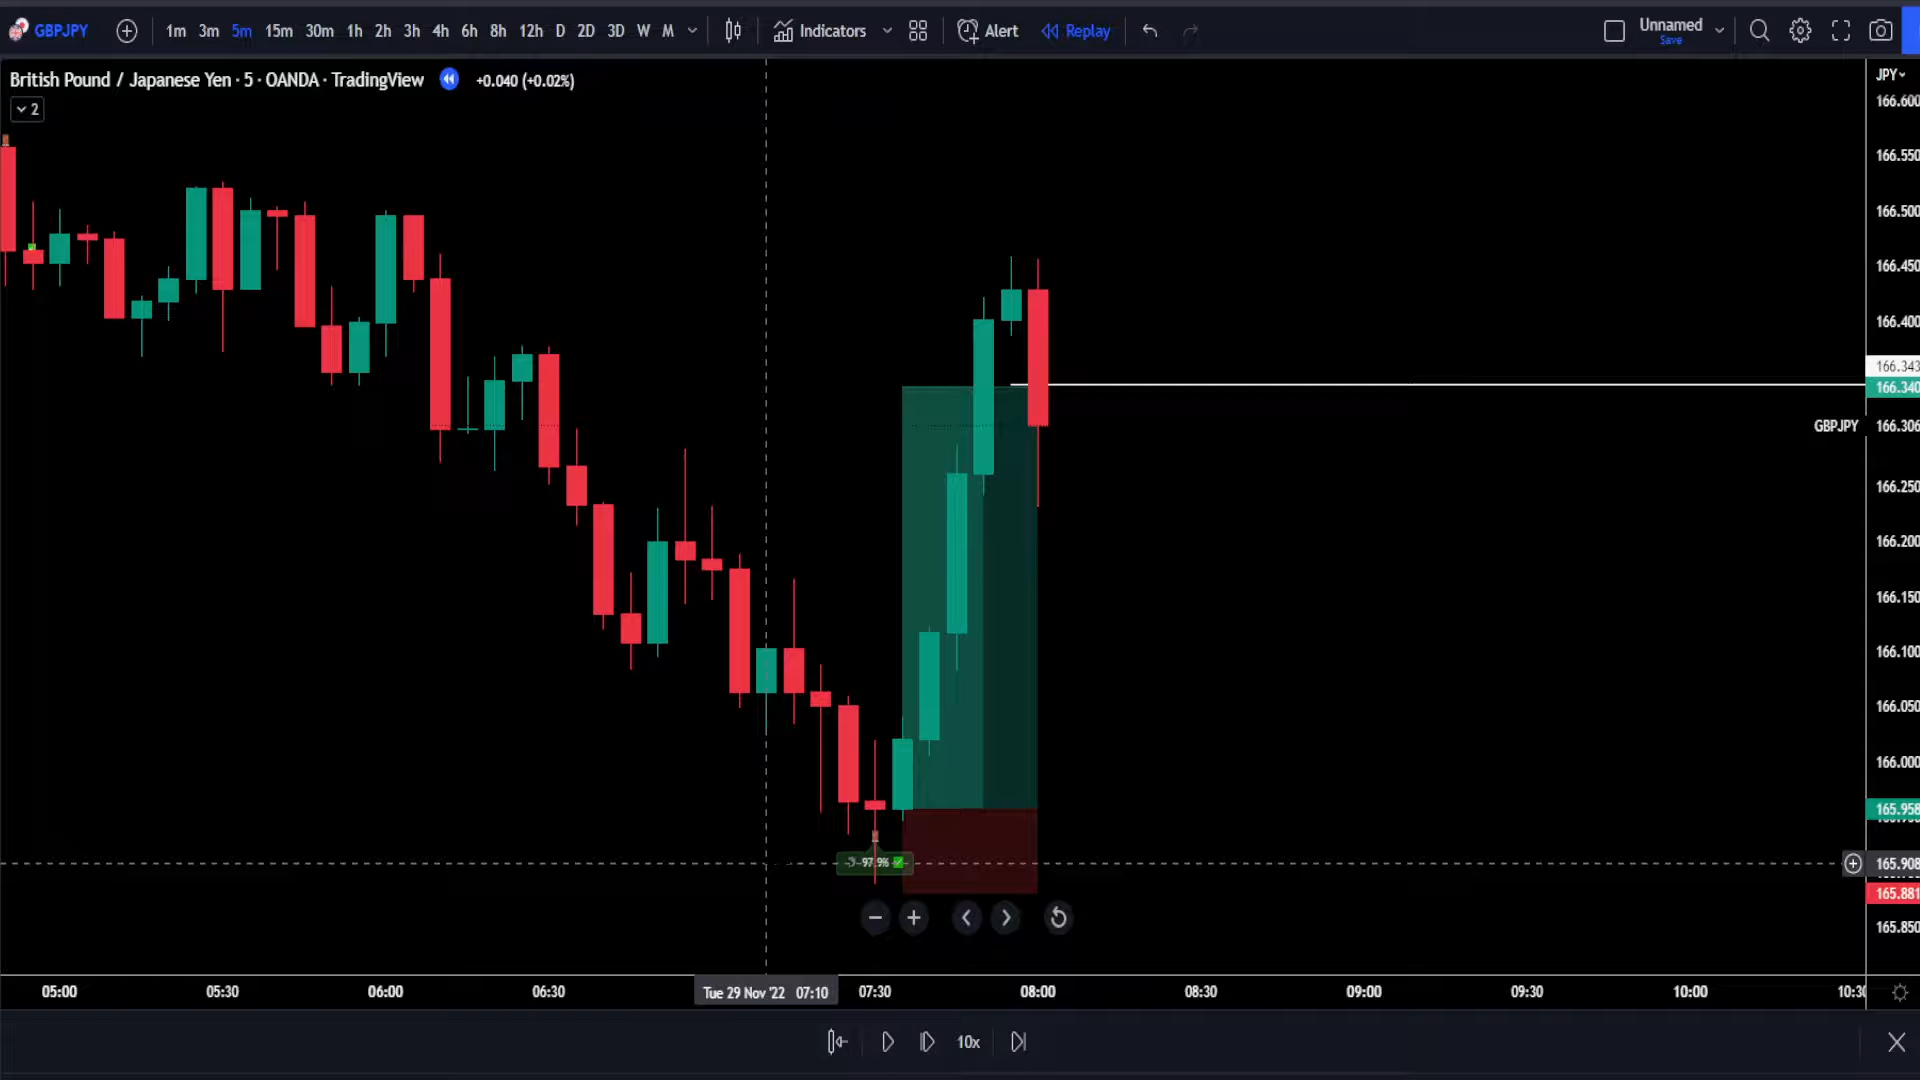 GBPJPY 1m 3m 5m 15m 30m 1h 2h 3h 4h 6h 8h 12h D 2D 3D W M Indicators Alert Replay Unnamed
Save
British Pound / Japanese Yen · 5 · OANDA · TradingView +0.040 (+0.02%)
2
JPY
166.600
166.550
166.500
166.450
166.400
166.343
166.340
GBPJPY 166.306
166.250
166.200
166.150
166.100
166.050
166.000
165.958
97.9%
165.908
165.881
165.850
05:00 05:30 06:00 06:30 Tue 29 Nov '22 07:10 07:30 08:00 08:30 09:00 09:30 10:00 10:30
10x